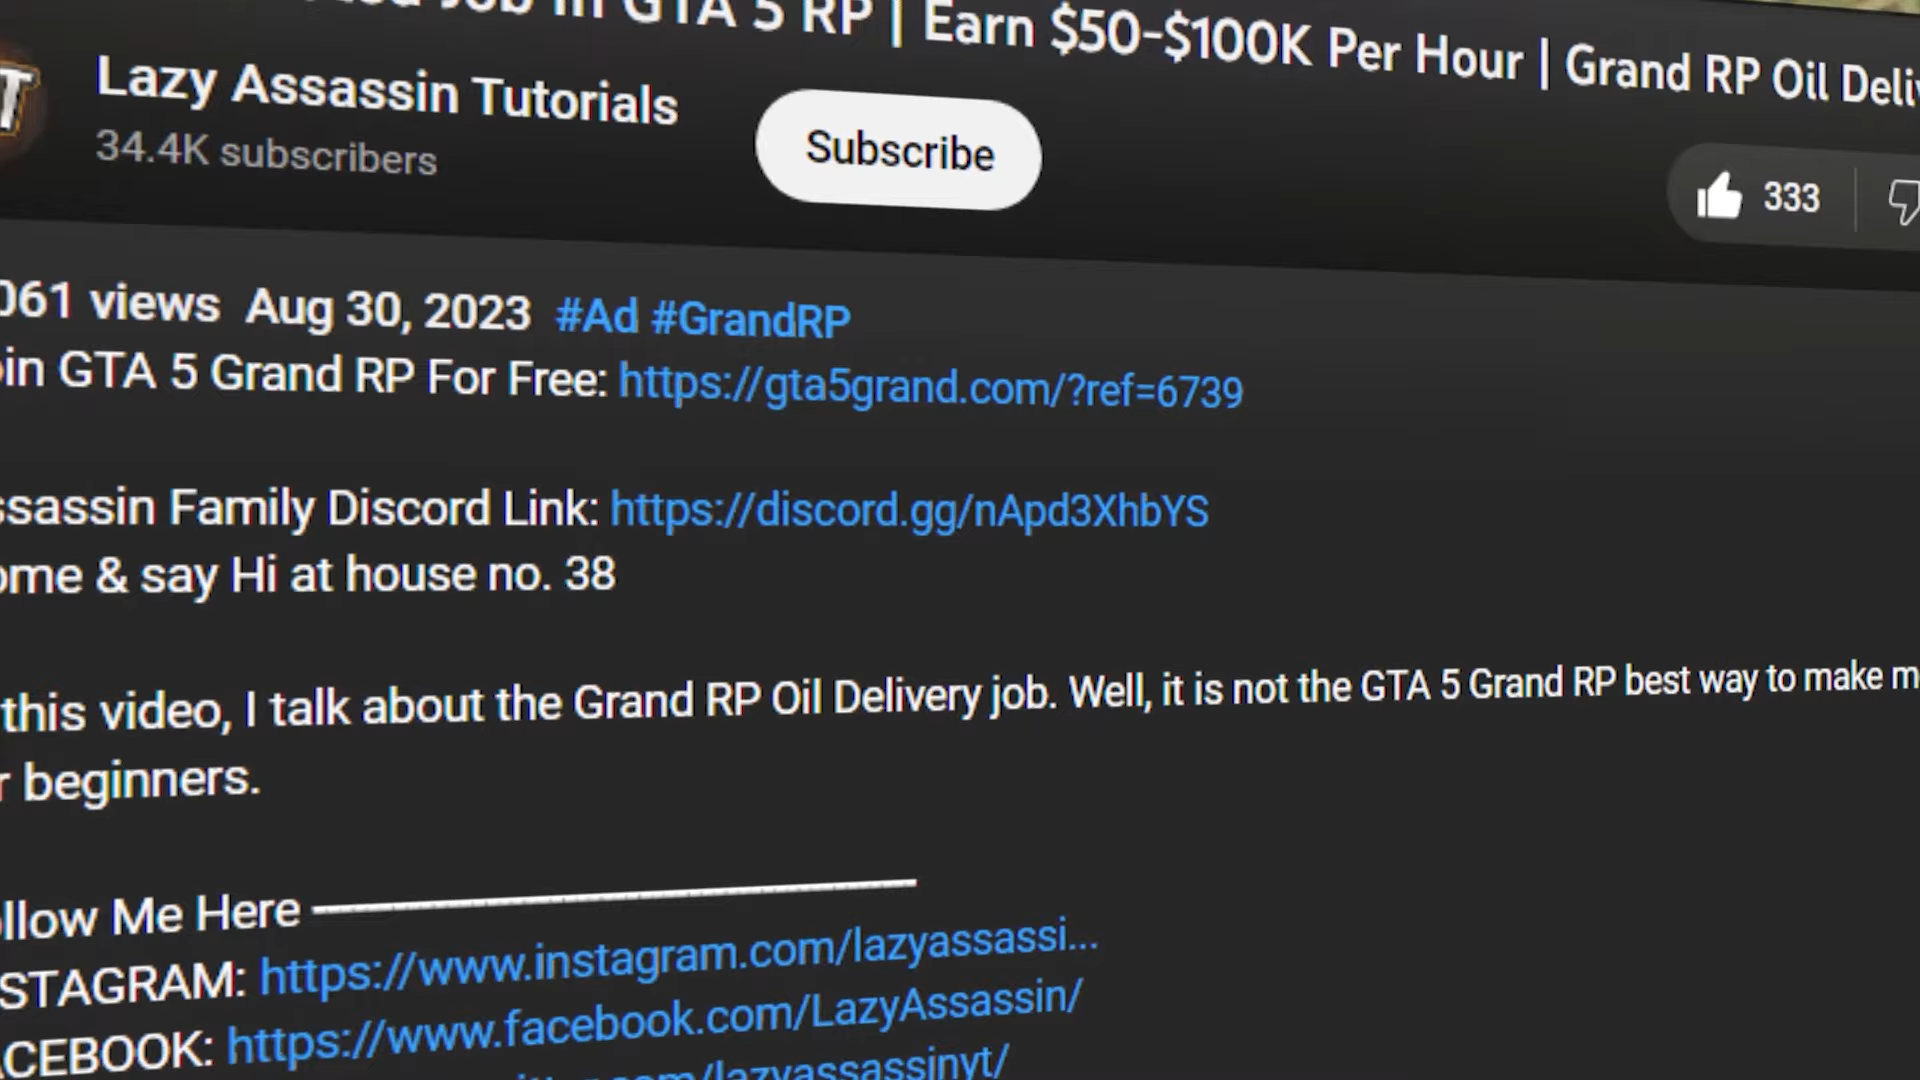 Job in GTA 5 RP | Earn $50-$100K Per Hour | Grand RP Oil
Lazy Assassin Tutorials
Subscribe
34.4K subscribers
333
061 views Aug 30, 2023 #Ad #GrandRP
in GTA 5 Grand RP For Free: https://gta5grand.com/?ref=6739
ssassin Family Discord Link: https://discord.gg/nApd3XhbYS
ome & say Hi at house no. 38
this video, I talk about the Grand RP Oil Delivery job. Well, it is not the GTA 5 Grand RP best way to make m
r beginners.
llow Me Here
STAGRAM: https://www.instagram.com/lazyassassi...
ACEBOOK: https://www.facebook.com/LazyAssassin/
.com/lazyassassinyt/